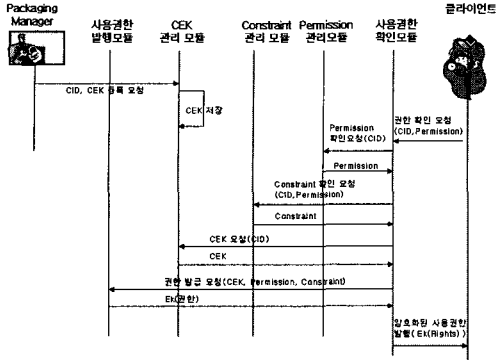 Packaging
Manager
사용권한
발행모듈
CEK
관리 모듈
Constraint
관리 모듈
Permission
관리모듈
사용권한
확인모듈
클라이언트
CID, CEK 등록 요청
CEK 저장
권한 확인 요청
(CID,Permission)
Permission
확인요청(CID)
Permission
Constraint 확인 요청
(CID,Permission)
Constraint
CEK 요청(CID)
CEK
권한 발급 요청(CEK, Permission, Constraint)
Ek(권한)
암호화된 사용권한
발행(Ek(Rights))